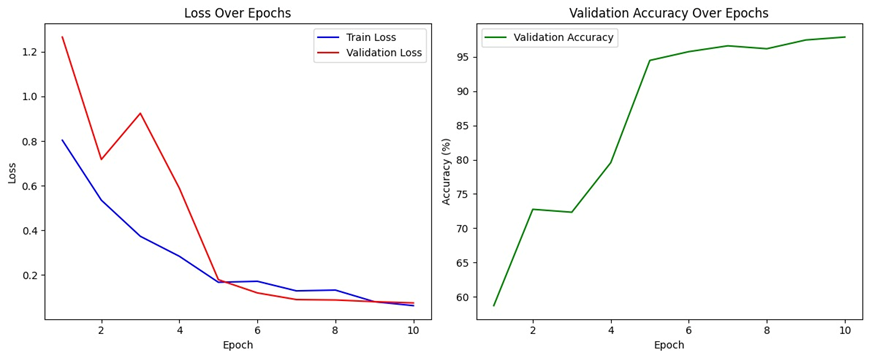 Loss Over Epochs
Train Loss
Validation Loss
1.2
1.0
0.8
0.6
0.4
0.2
Loss
2 4 6 8 10
Epoch
Validation Accuracy Over Epochs
Validation Accuracy
95
90
85
80
75
70
65
60
Accuracy (%)
2 4 6 8 10
Epoch